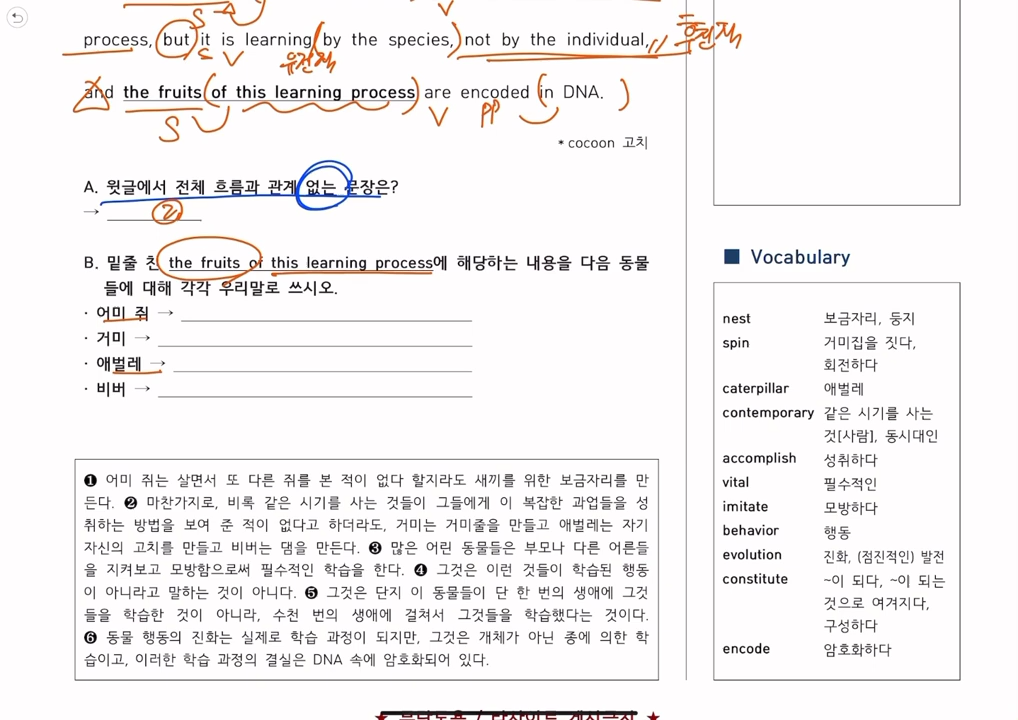 process, but it is learning by the species, not by the individual,
유전적
후천적
and the fruits of this learning process are encoded in DNA.
S
V
PP
* cocoon 고치
A. 윗글에서 전체 흐름과 관계 없는 문장은?
→ ②
B. 밑줄 친 the fruits of this learning process에 해당하는 내용을 다음 동물
들에 대해 각각 우리말로 쓰시오.
· 어미 쥐 →
· 거미 →
· 애벌레 →
· 비버 →
❶ 어미 쥐는 살면서 또 다른 쥐를 본 적이 없다 할지라도 새끼를 위한 보금자리를 만
든다. ❷ 마찬가지로, 비록 같은 시기를 사는 것들이 그들에게 이 복잡한 과업들을 성
취하는 방법을 보여 준 적이 없다고 하더라도, 거미는 거미줄을 만들고 애벌레는 자기
자신의 고치를 만들고 비버는 댐을 만든다. ❸ 많은 어린 동물들은 부모나 다른 어른들
을 지켜보고 모방함으로써 필수적인 학습을 한다. ❹ 그것은 이런 것들이 학습된 행동
이 아니라고 말하는 것이 아니다. ❺ 그것은 단지 이 동물들이 단 한 번의 생애에 그것
들을 학습한 것이 아니라, 수천 번의 생애에 걸쳐서 그것들을 학습했다는 것이다.
❻ 동물 행동의 진화는 실제로 학습 과정이 되지만, 그것은 개체가 아닌 종에 의한 학
습이고, 이러한 학습 과정의 결실은 DNA 속에 암호화되어 있다.
■ Vocabulary
nest 보금자리, 둥지
spin 거미집을 짓다,
회전하다
caterpillar 애벌레
contemporary 같은 시기를 사는
것[사람], 동시대인
accomplish 성취하다
vital 필수적인
imitate 모방하다
behavior 행동
evolution 진화, (점진적인) 발전
constitute ~이 되다, ~이 되는
것으로 여겨지다,
구성하다
encode 암호화하다